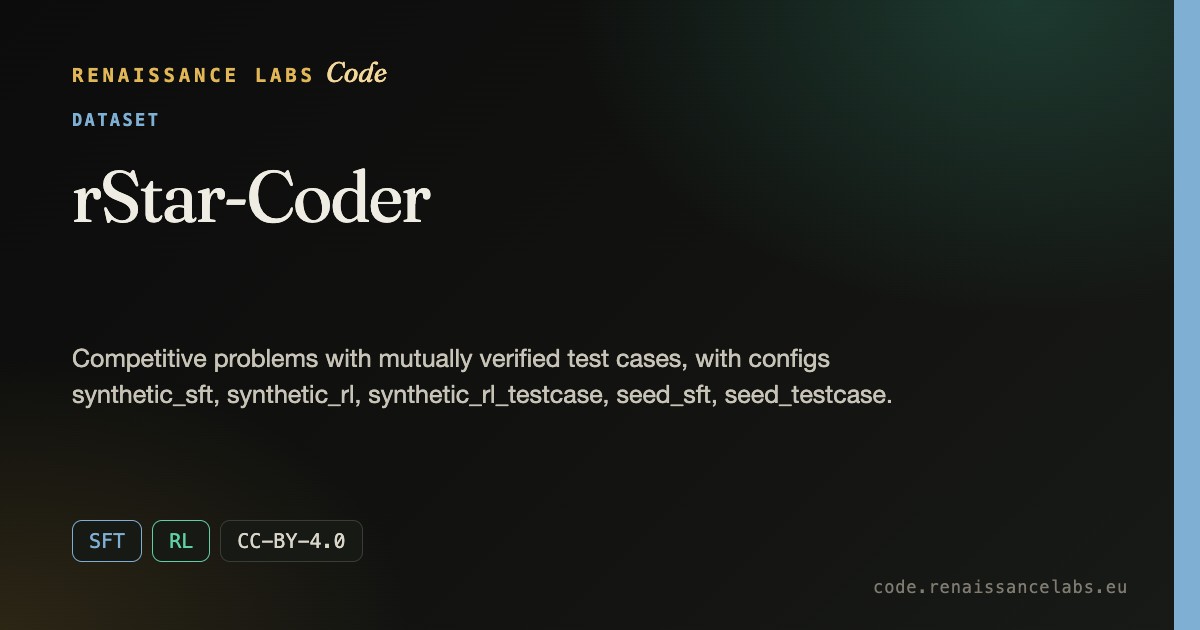 RENAISSANCE LABS Code
DATASET
rStar-Coder
Competitive problems with mutually verified test cases, with configs
synthetic_sft, synthetic_rl, synthetic_rl_testcase, seed_sft, seed_testcase.
SFT RL CC-BY-4.0
code.renaissancelabs.eu